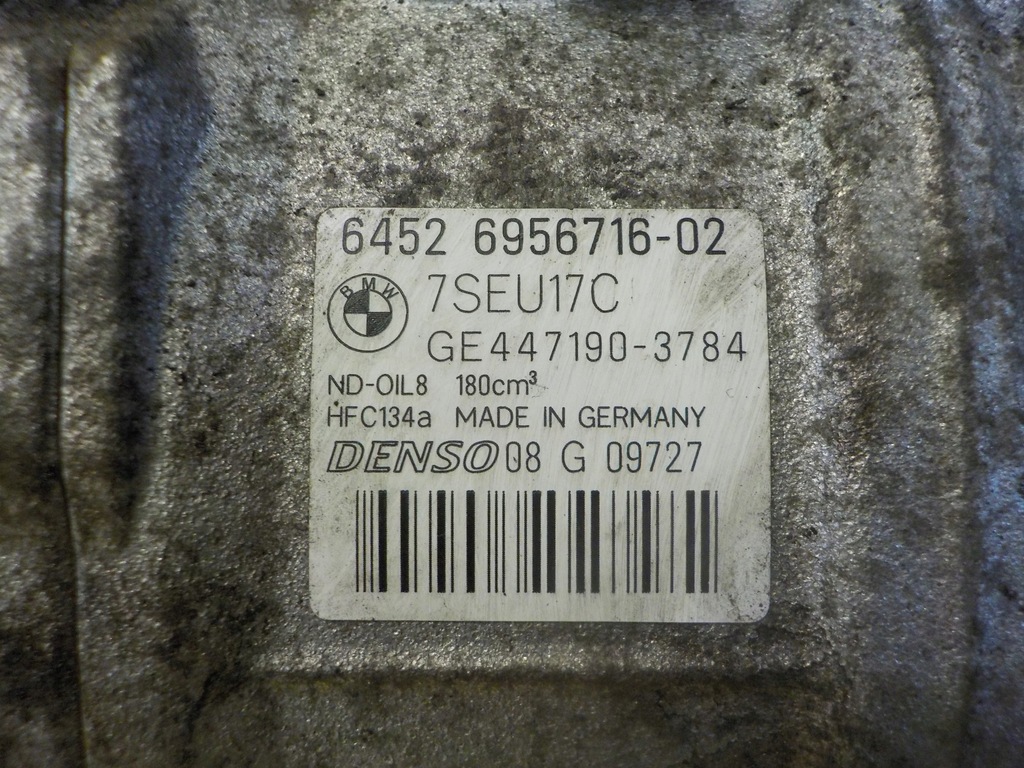 6452 6956716-02
BMW
7SEU17C
GE447190-3784
ND-OIL8 180cm³
HFC134a MADE IN GERMANY
DENSO 08 G 09727